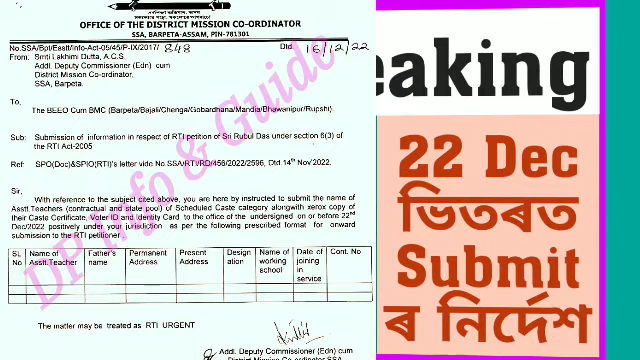 OFFICE OF THE DISTRICT MISSION CO-ORDINATOR
SSA, BARPETA-ASSAM, PIN-781301
No.SSA/Bpt/Estt/Info-Act-05/45/P-IX/2017/ 848 Dtd 16/12/22
From: Smti Lakhimi Dutta, A.C.S.
Addl. Deputy Commissioner (Edn) cum
District Mission Co-ordinator,
SSA, Barpeta.
To
The BEEO Cum BMC (Barpeta/Bajali/Chenga/Gobardhana/Mandia/Bhawanipur/Rupshi).
Sub: Submission of information in respect of RTI petition of Sri Rubul Das under section 6(3) of
the RTI Act-2005
Ref: SPO(Doc)&SPIO(RTI)'s letter vide No SSA/RTI/RD/456/2022/2596, Dtd 14th Nov'2022.
Sir,
With reference to the subject cited above, you are here by instructed to submit the name of
Asstt.Teachers (contractual and state pool) of Scheduled Caste category alongwith xerox copy of
their Caste Certificate, Voter ID and Identity Card to the office of the undersigned on or before 22nd
Dec/2022 positively under your jurisdiction as per the following prescribed format for onward
submission to the RTI petitioner.
Sl. No Name of Asstt.Teacher Father's name Permanent Address Present Address Design ation Name of working school Date of joining in service Cont. No
The matter may be treated as RTI URGENT
Addl. Deputy Commissioner (Edn) cum
DP Info & Guide
eaking
22 Dec
ভিতৰত
Submit
ৰ নিৰ্দেশ